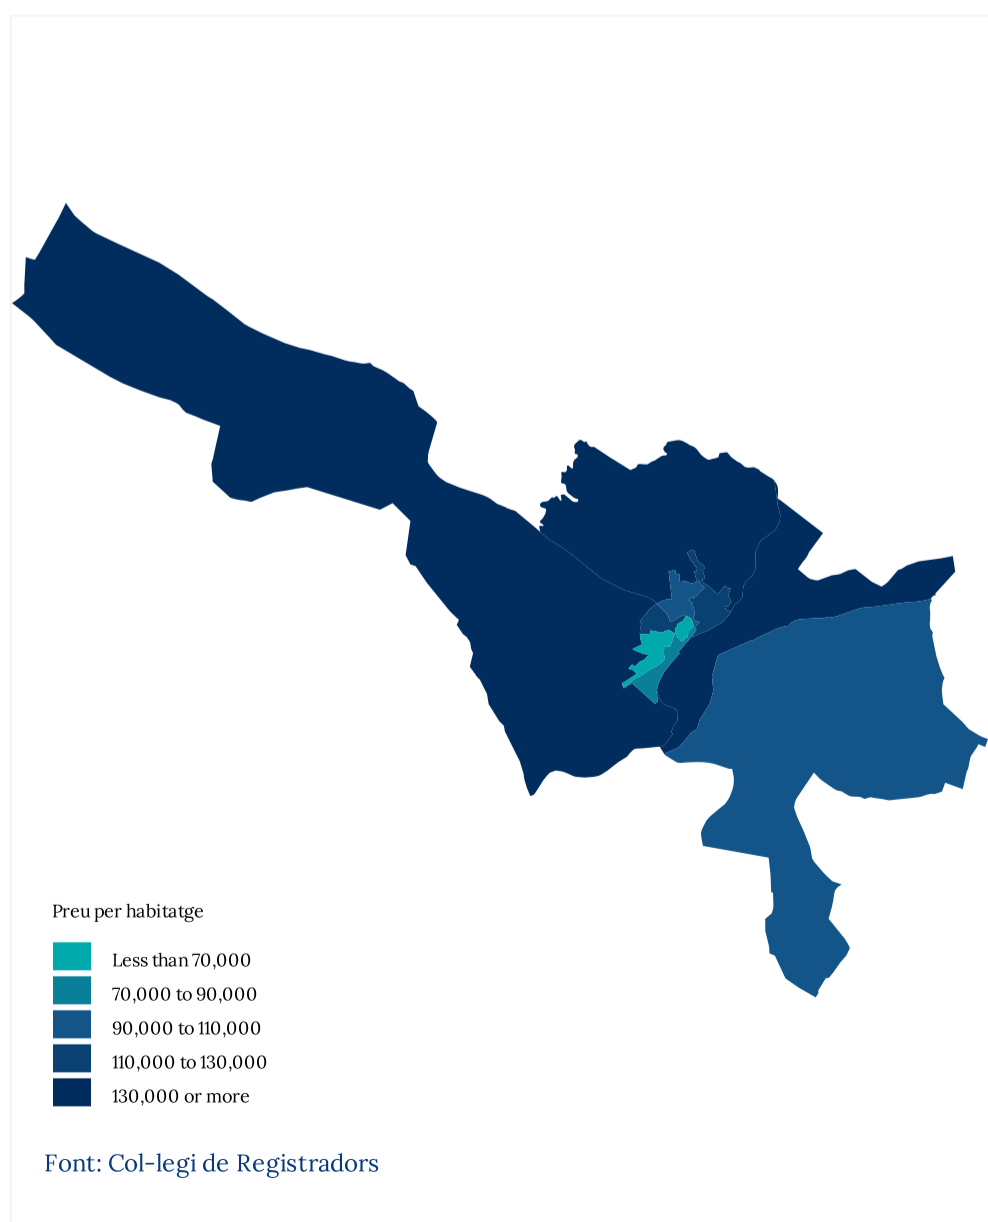 Preu per habitatge
Less than 70,000
70,000 to 90,000
90,000 to 110,000
110,000 to 130,000
130,000 or more
Font: Col-legi de Registradors